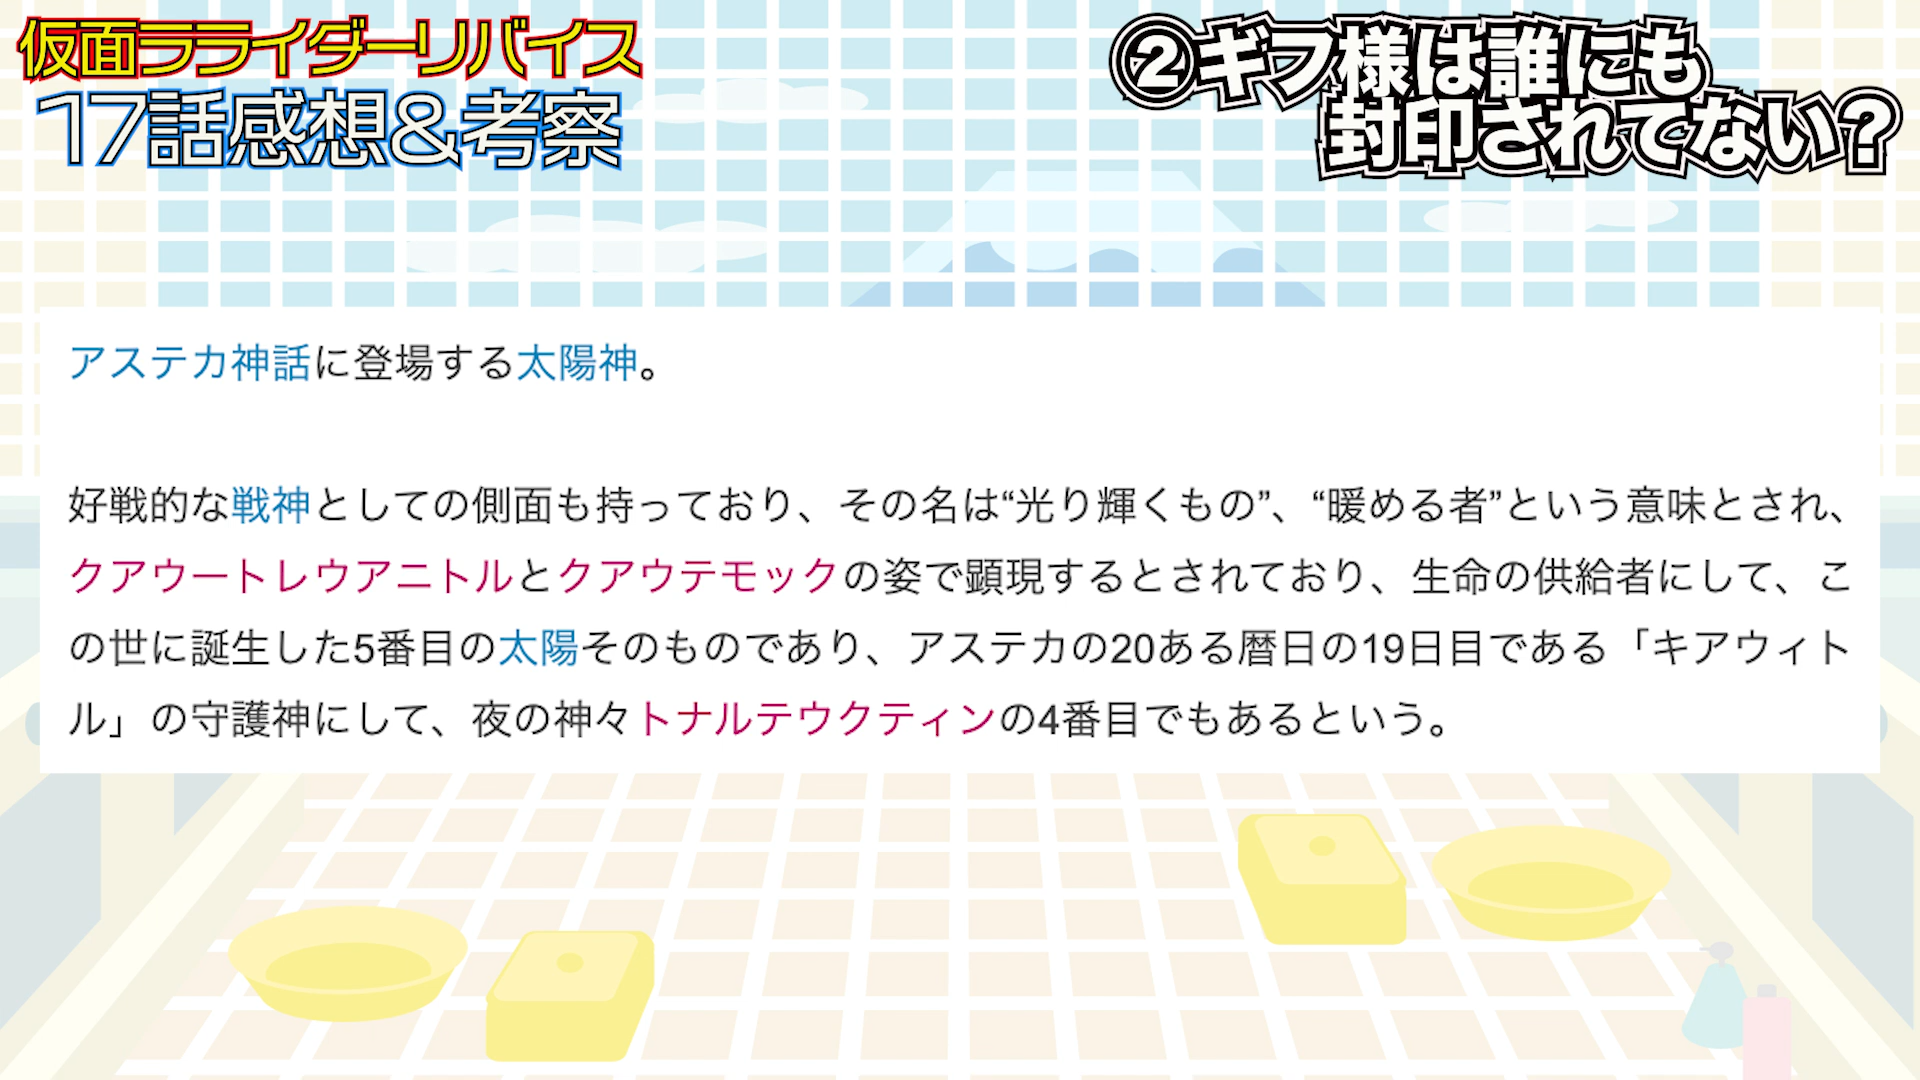 仮面ラライダーリバイス
17話感想&考察
②ギフ様は誰にも
封印されてない?
アステカ神話に登場する太陽神。
好戦的な戦神としての側面も持っており、その名は“光り輝くもの”、“暖める者”という意味とされ、
クアウートレウアニトルとクアウテモックの姿で顕現するとされており、生命の供給者にして、こ
の世に誕生した5番目の太陽そのものであり、アステカの20ある暦日の19日目である「キアウィト
ル」の守護神にして、夜の神々トナルテウクティンの4番目でもあるという。